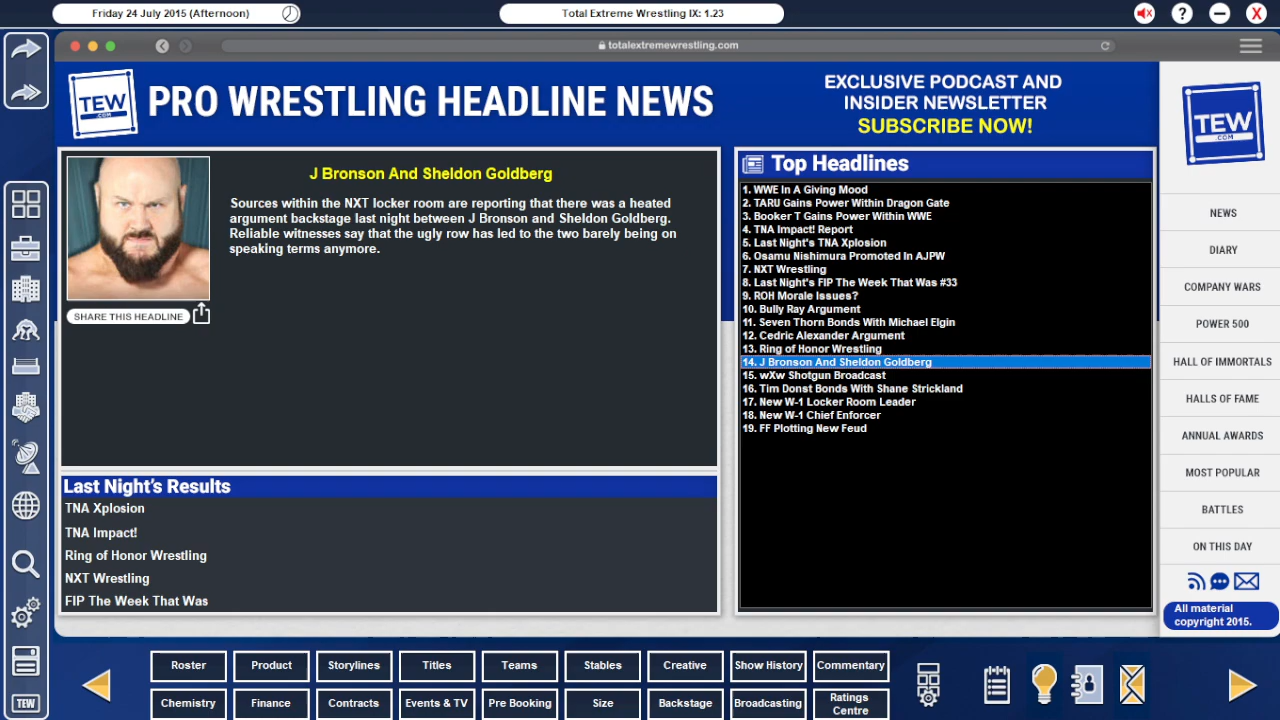 Friday 24 July 2015 (Afternoon)
Total Extreme Wrestling IX: 1.23
?
X
totalextremewrestling.com
TEW
.COM
PRO WRESTLING HEADLINE NEWS
EXCLUSIVE PODCAST AND
INSIDER NEWSLETTER
SUBSCRIBE NOW!
J Bronson And Sheldon Goldberg
Sources within the NXT locker room are reporting that there was a heated
argument backstage last night between J Bronson and Sheldon Goldberg.
Reliable witnesses say that the ugly row has led to the two barely being on
speaking terms anymore.
SHARE THIS HEADLINE
Last Night's Results
TNA Xplosion
TNA Impact!
Ring of Honor Wrestling
NXT Wrestling
FIP The Week That Was
Top Headlines
1. WWE In A Giving Mood
2. TARU Gains Power Within Dragon Gate
3. Booker T Gains Power Within WWE
4. TNA Impact! Report
5. Last Night's TNA Xplosion
6. Osamu Nishimura Promoted In AJPW
7. NXT Wrestling
8. Last Night's FIP The Week That Was #33
9. ROH Morale Issues?
10. Bully Ray Argument
11. Seven Thorn Bonds With Michael Elgin
12. Cedric Alexander Argument
13. Ring of Honor Wrestling
14. J Bronson And Sheldon Goldberg
15. wXw Shotgun Broadcast
16. Tim Donst Bonds With Shane Strickland
17. New W-1 Locker Room Leader
18. New W-1 Chief Enforcer
19. FF Plotting New Feud
TEW
.COM
NEWS
DIARY
COMPANY WARS
POWER 500
HALL OF IMMORTALS
HALLS OF FAME
ANNUAL AWARDS
MOST POPULAR
BATTLES
ON THIS DAY
All material
copyright 2015.
TEW
Roster
Product
Storylines
Titles
Teams
Stables
Creative
Show History
Commentary
Chemistry
Finance
Contracts
Events & TV
Pre Booking
Size
Backstage
Broadcasting
Ratings
Centre